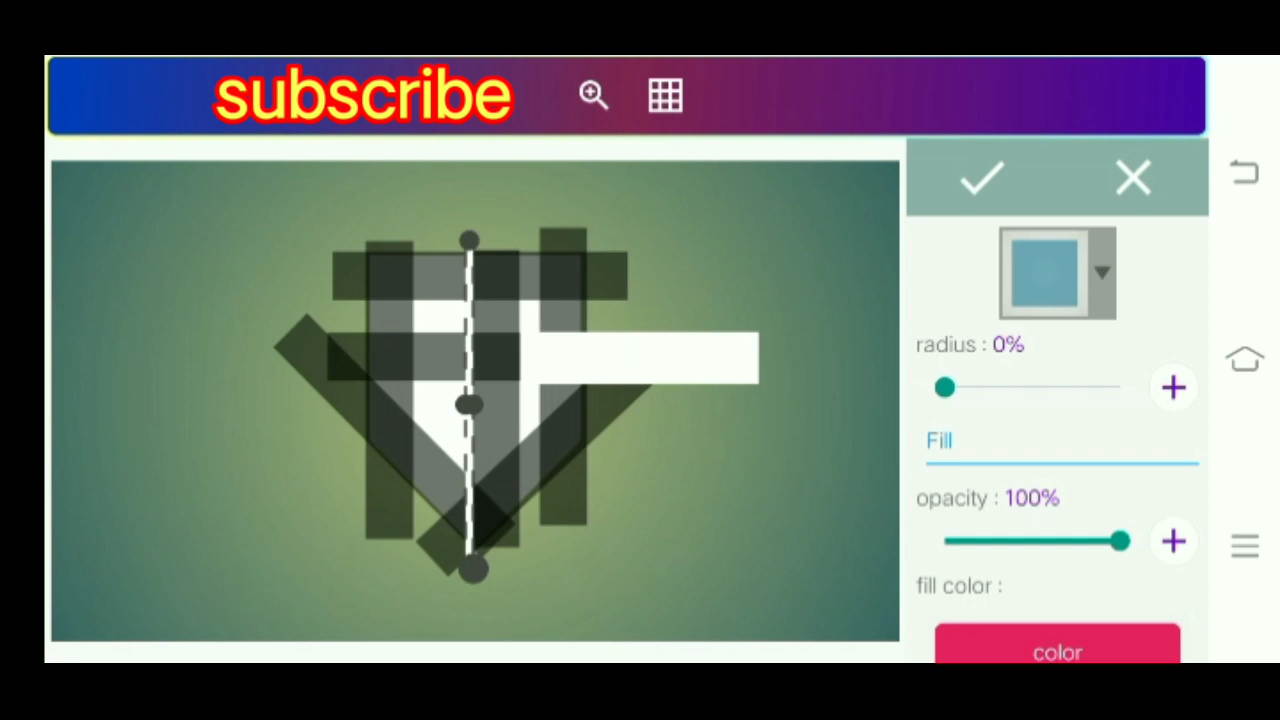 subscribe
radius : 0%
Fill
opacity : 100%
fill color :
color